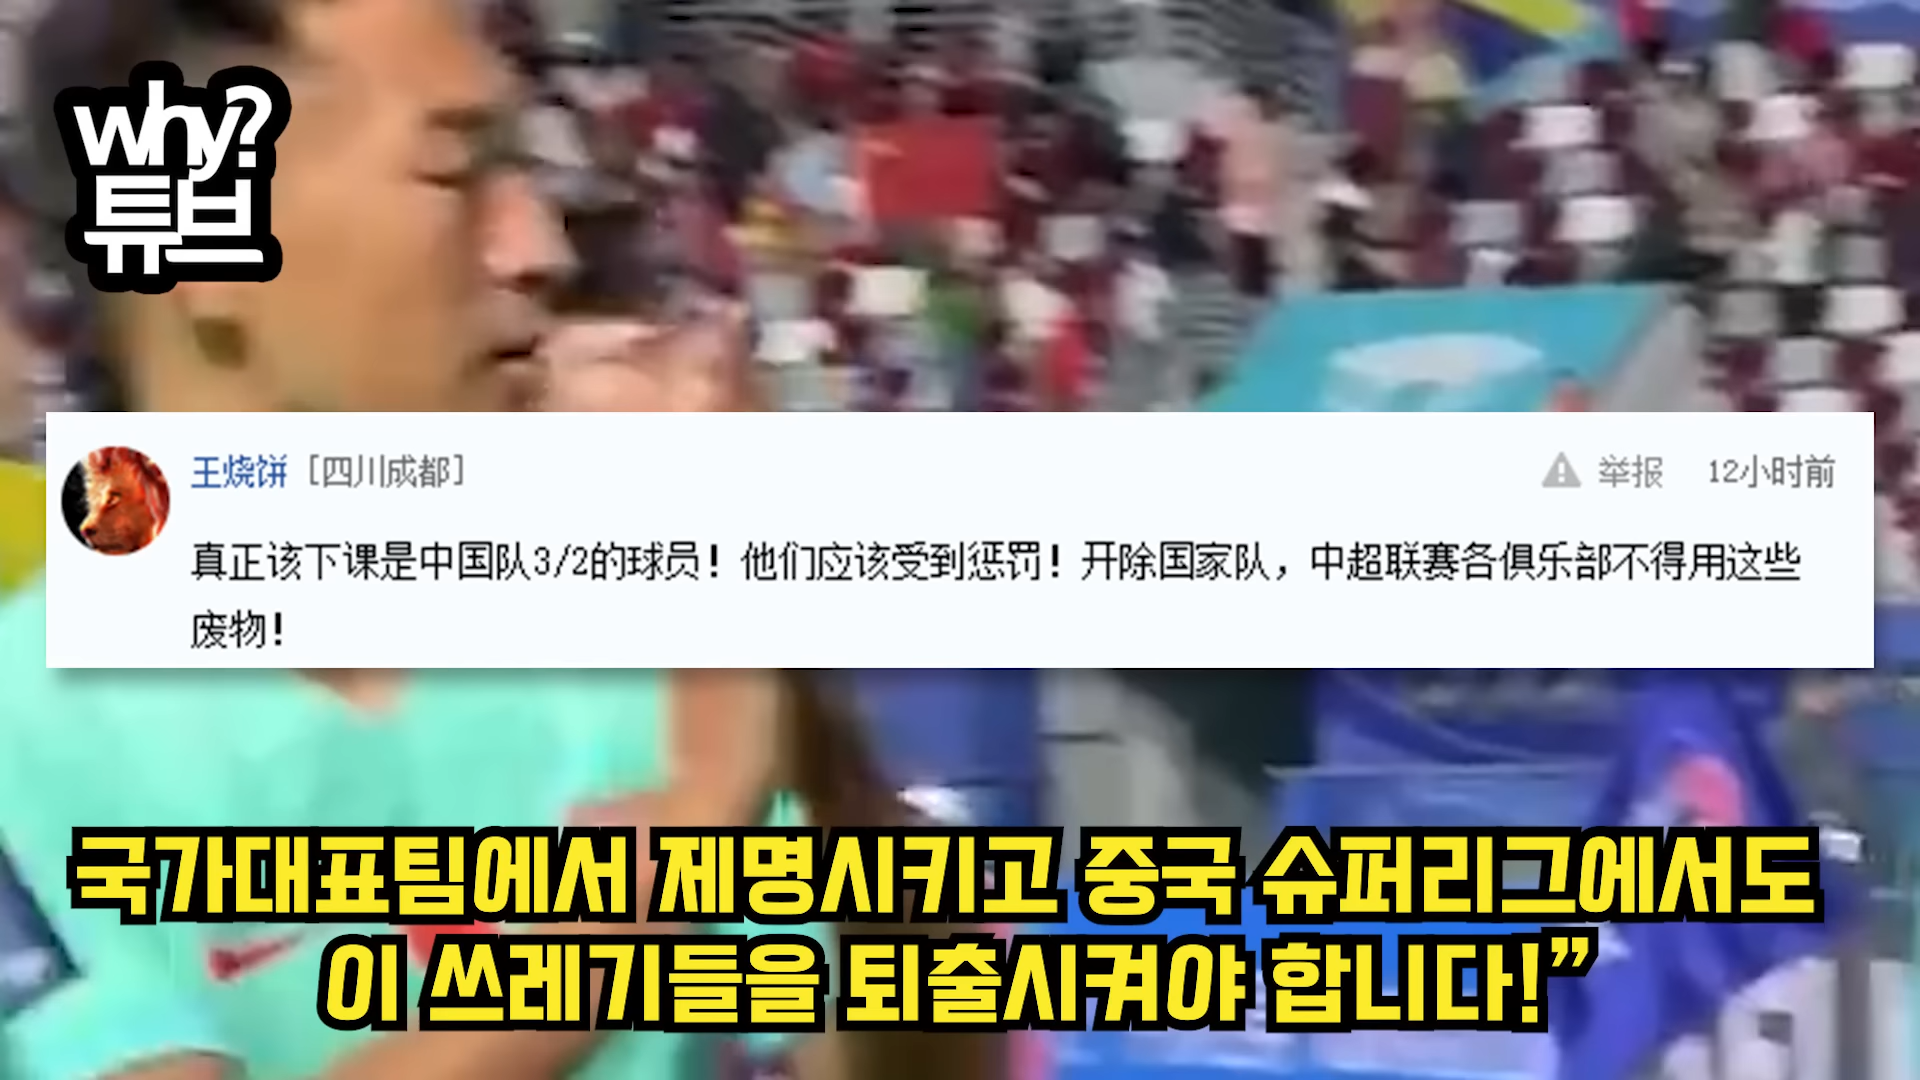 why?
튜브
王烧饼 [四川成都]
举报 12小时前
真正该下课是中国队3/2的球员！他们应该受到惩罚！开除国家队，中超联赛各俱乐部不得用这些
废物！
국가대표팀에서 제명시키고 중국 슈퍼리그에서도
이 쓰레기들을 퇴출시켜야 합니다!”